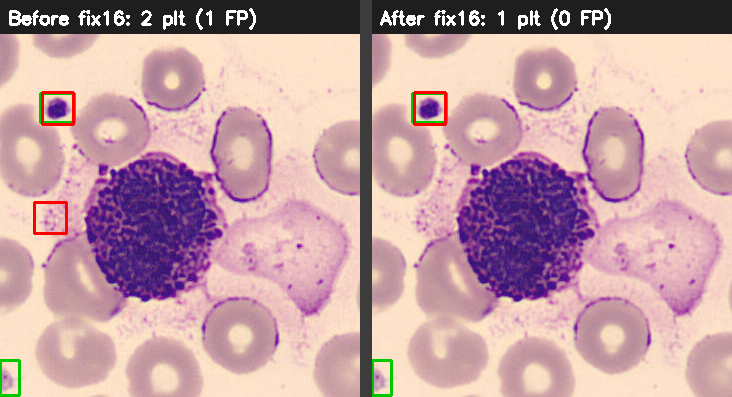 Before fix16: 2 plt (1 FP)
After fix16: 1 plt (0 FP)